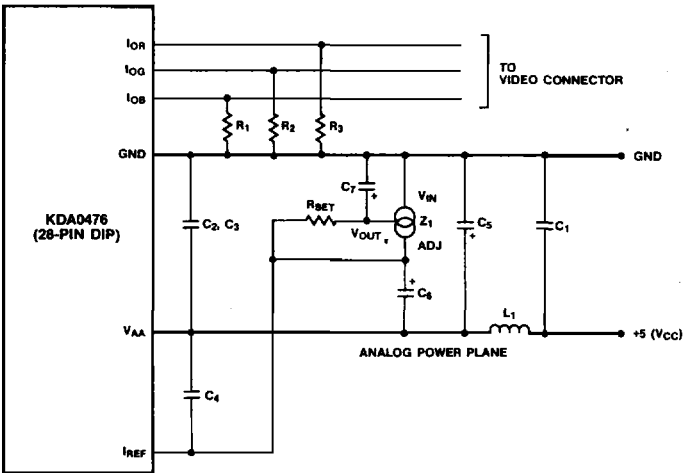 IOR
IOG
IOB
TO
VIDEO CONNECTOR
R1
R2
R3
GND
GND
KDA0476
(28-PIN DIP)
C2, C3
C7
+
VIN
RSET
Z1
VOUT
ADJ
C5
+
C1
+
C6
L1
VAA
+5 (VCC)
ANALOG POWER PLANE
C4
IREF